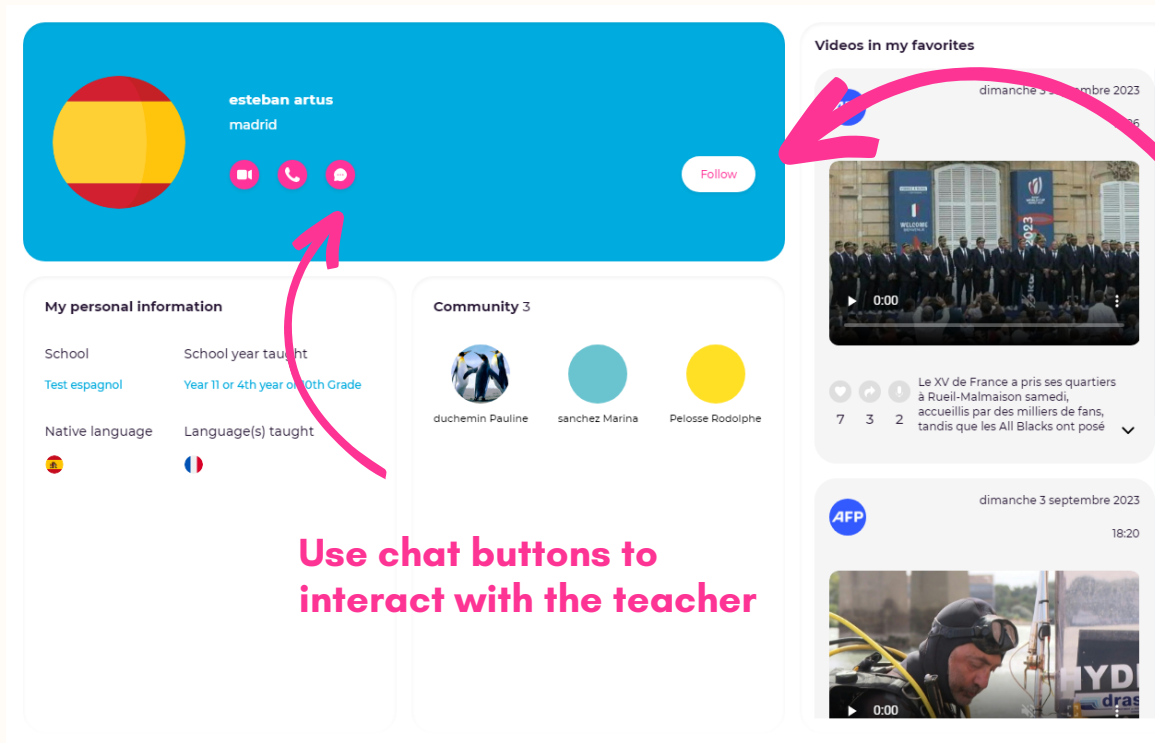 esteban artus
madrid
Follow
My personal information
School
School year taught
Test espagnol
Year 11 or 4th year or 10th Grade
Native language
Language(s) taught
Community 3
duchemin Pauline
sanchez Marina
Pelosse Rodolphe
Use chat buttons to
interact with the teacher
Videos in my favorites
dimanche 3 septembre 2023
WELCOME
2023
0:00
7 3 2
Le XV de France a pris ses quartiers
à Rueil-Malmaison samedi,
accueillis par des milliers de fans,
tandis que les All Blacks ont posé
AFP
dimanche 3 septembre 2023
18:20
HYD
dras
0:00